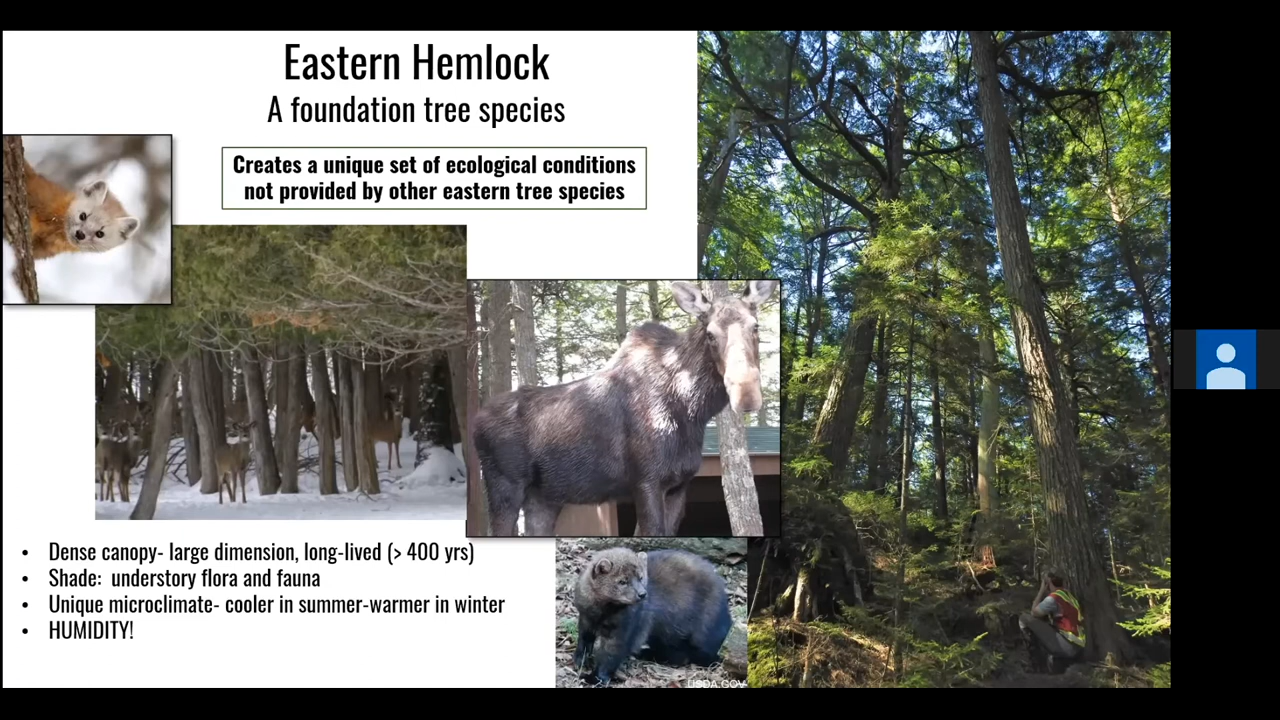 Eastern Hemlock
A foundation tree species
Creates a unique set of ecological conditions
not provided by other eastern tree species
• Dense canopy- large dimension, long-lived (> 400 yrs)
• Shade: understory flora and fauna
• Unique microclimate- cooler in summer-warmer in winter
• HUMIDITY!
USDA.GOV